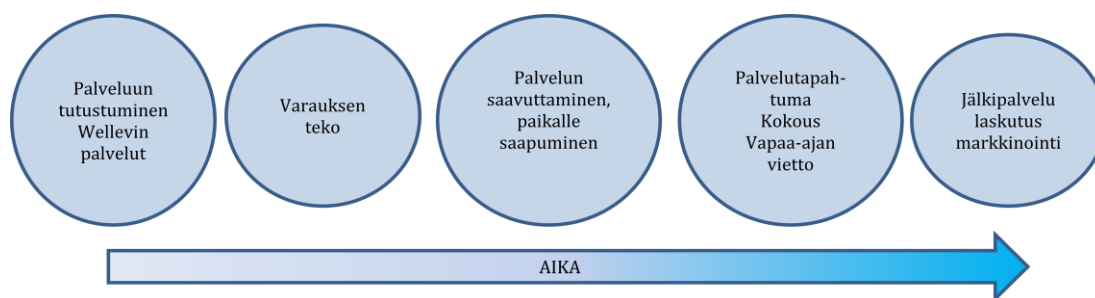 Palveluun
tutustuminen
Wellevin
palvelut
Varauksen
teko
Palvelun
saavuttaminen,
paikalle
saapuminen
Palvelutapah-
tuma
Kokous
Vapaa-ajan
vietto
Jälkipalvelu
laskutus
markkinointi
AIKA